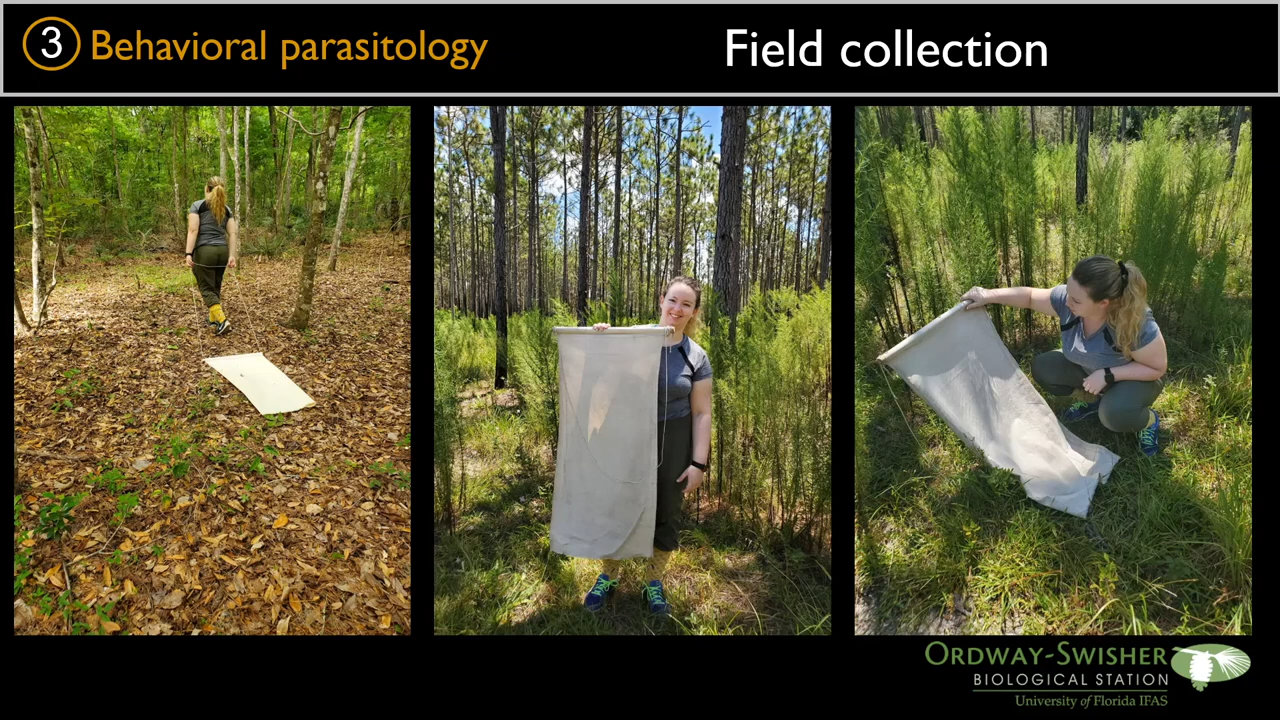 3 Behavioral parasitology
Field collection
ORDWAY-SWISHER
BIOLOGICAL STATION
University of Florida IFAS